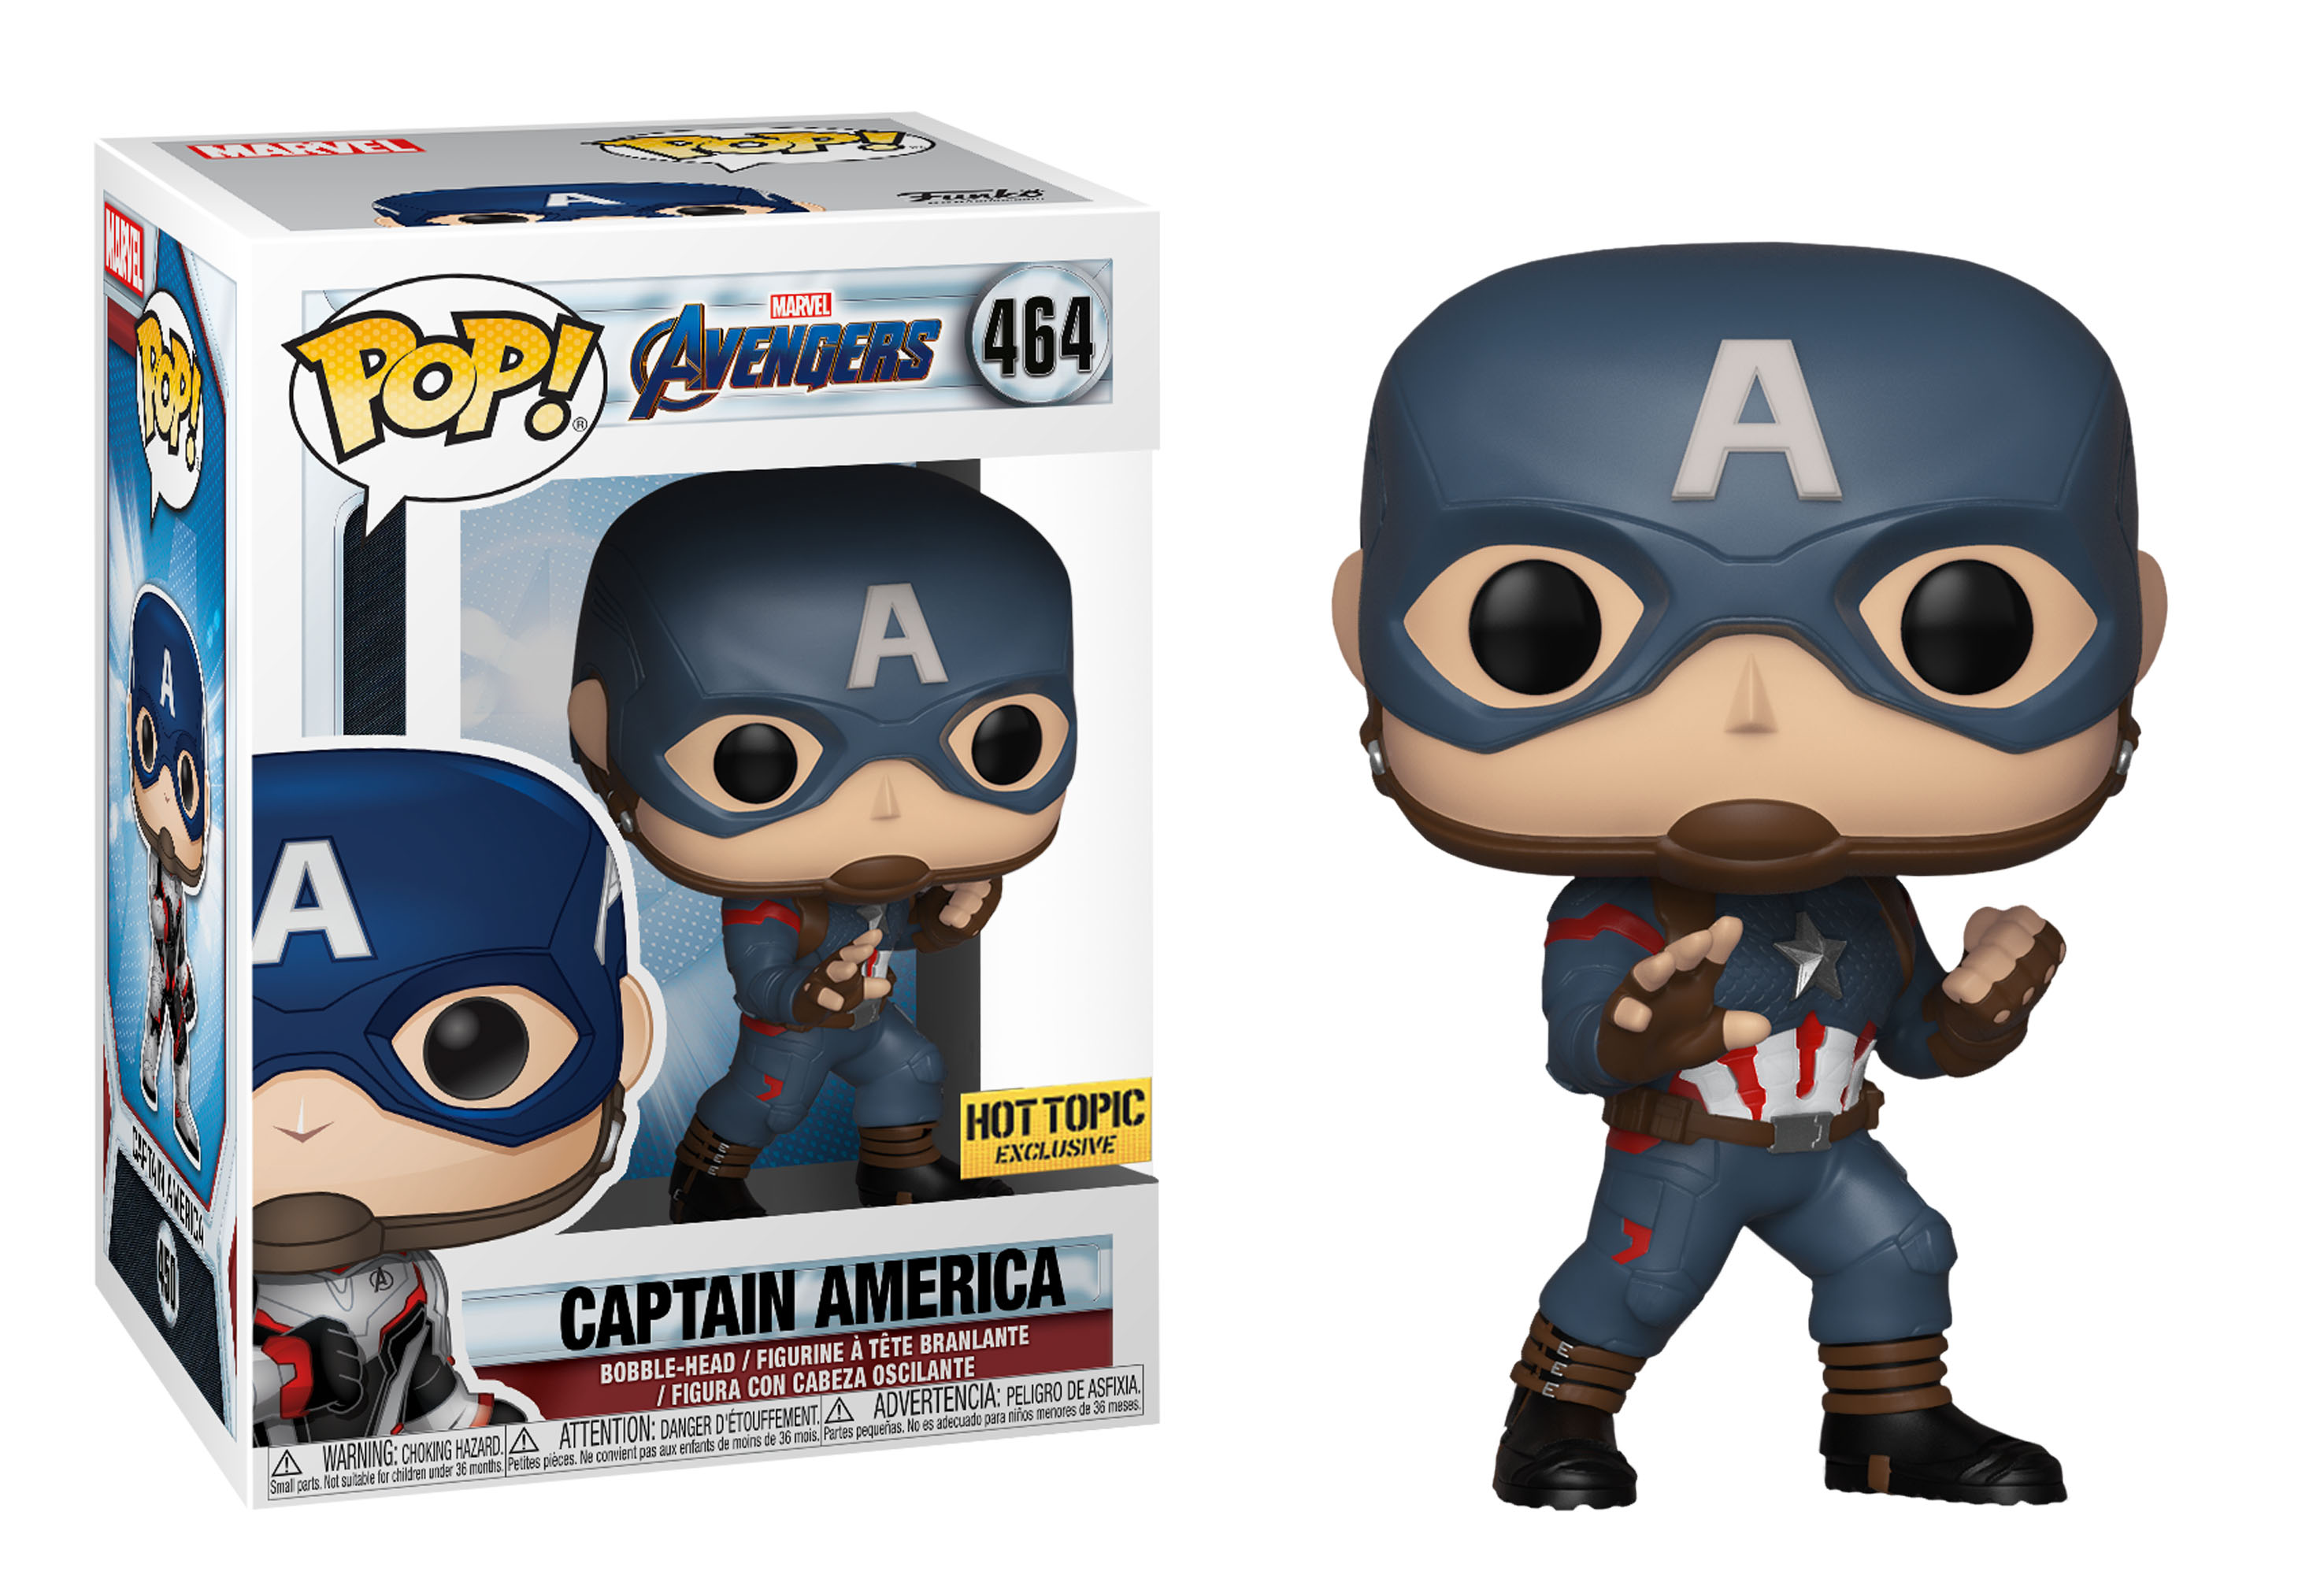 MARVEL
POP!
Funko
MARVEL
POP!
A
CAPTAIN AMERICA
450
POP!®
MARVEL
AVENGERS
464
A
A
A
HOT TOPIC
EXCLUSIVE
CAPTAIN AMERICA
BOBBLE-HEAD / FIGURINE À TÊTE BRANLANTE
/ FIGURA CON CABEZA OSCILANTE
WARNING: CHOKING HAZARD.
Small parts. Not suitable for children under 36 months.
ATTENTION: DANGER D'ÉTOUFFEMENT.
Petites pièces. Ne convient pas aux enfants de moins de 36 mois.
ADVERTENCIA: PELIGRO DE ASFIXIA.
Partes pequeñas. No es adecuado para niños menores de 36 meses.
A